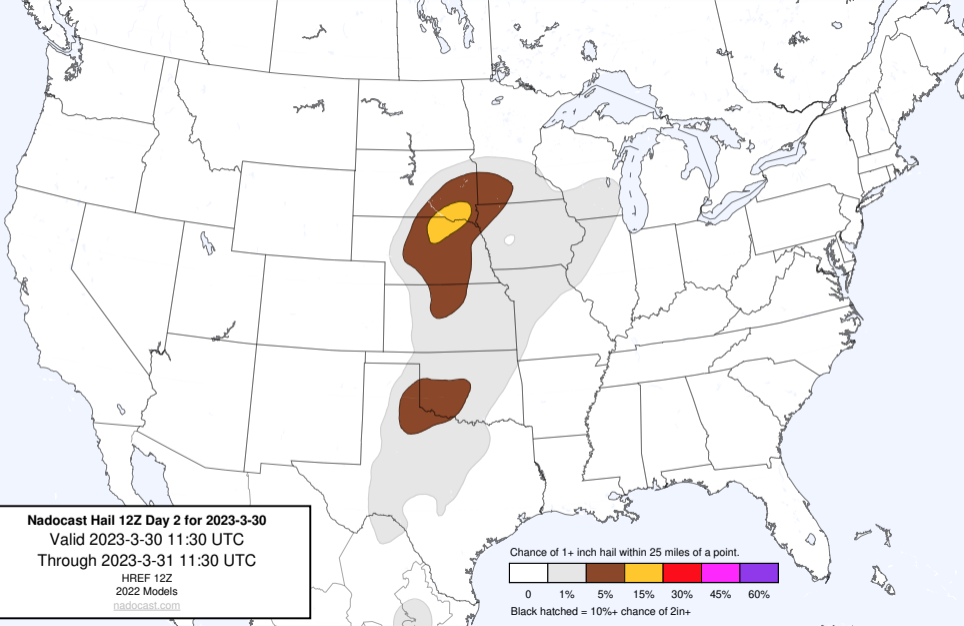 Nadocast Hail 12Z Day 2 for 2023-3-30
Valid 2023-3-30 11:30 UTC
Through 2023-3-31 11:30 UTC
HREF 12Z
2022 Models
nadocast.com
Chance of 1+ inch hail within 25 miles of a point.
0 1% 5% 15% 30% 45% 60%
Black hatched = 10%+ chance of 2in+